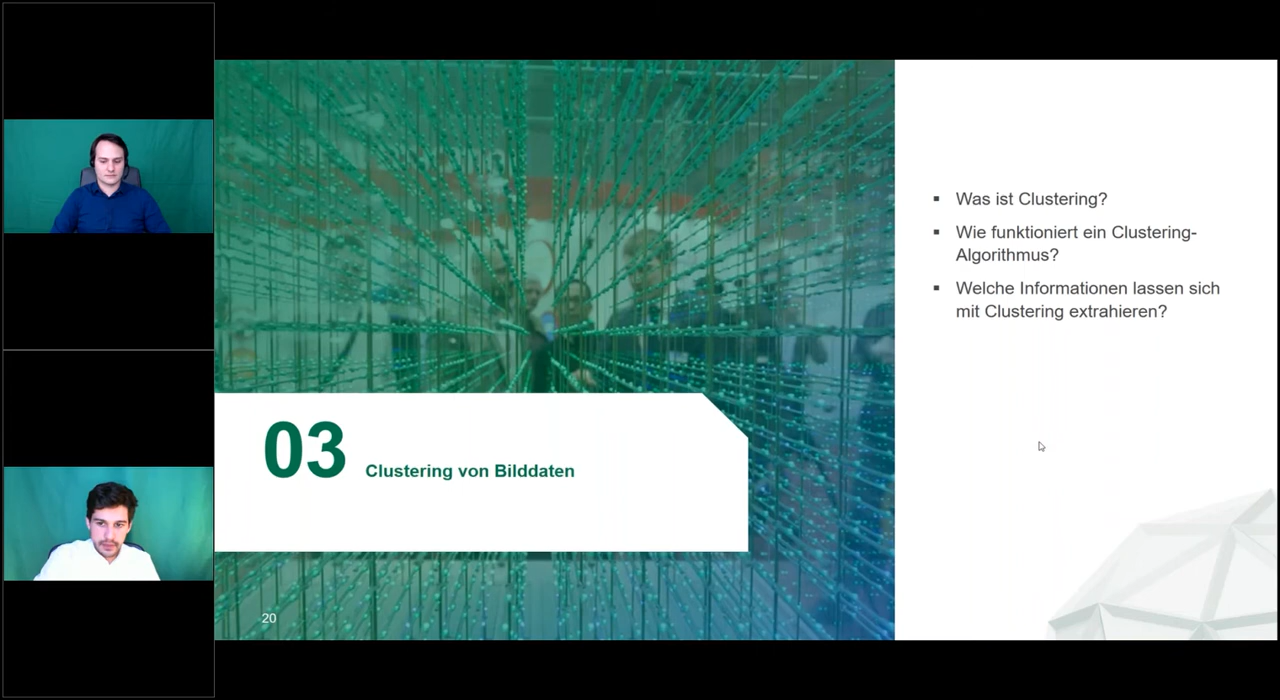 03 Clustering von Bilddaten
20
Was ist Clustering?
Wie funktioniert ein Clustering-
Algorithmus?
Welche Informationen lassen sich
mit Clustering extrahieren?